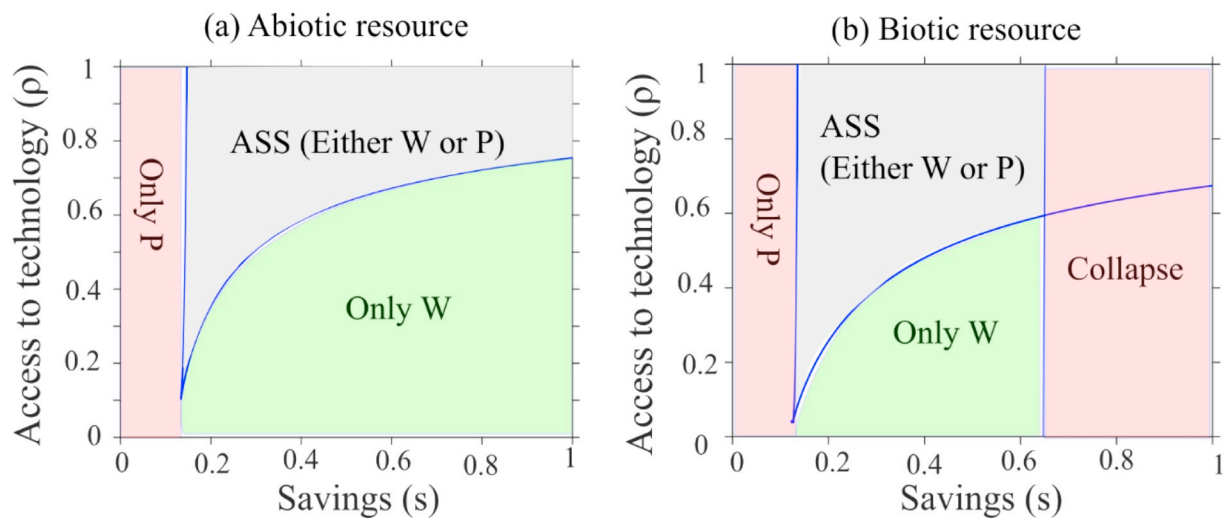 (a) Abiotic resource
Access to technology (ρ)
1
0.8
0.6
0.4
0.2
0
Only P
ASS (Either W or P)
Only W
0
0.2
0.4
0.6
0.8
1
Savings (s)
(b) Biotic resource
Access to technology (ρ)
1
0.8
0.6
0.4
0.2
0
Only P
ASS
(Either W or P)
Only W
Collapse
0
0.2
0.4
0.6
0.8
1
Savings (s)